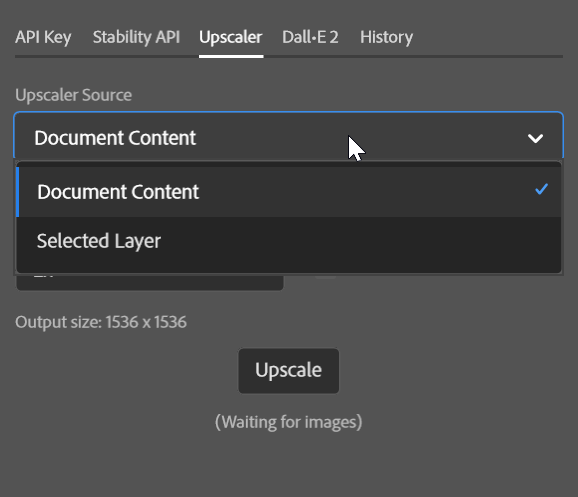 API Key Stability API Upscaler Dall•E 2 History
Upscaler Source
Document Content
Document Content
Selected Layer
Output size: 1536 x 1536
Upscale
(Waiting for images)